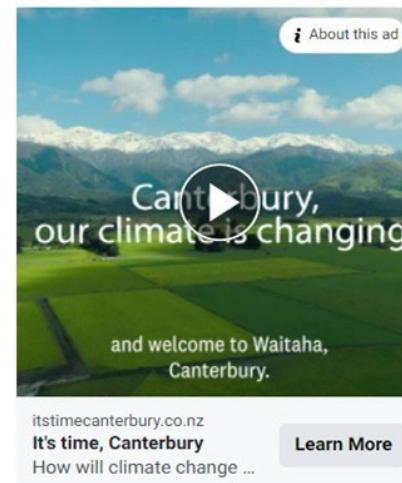 i About this ad
Canterbury,
our climate is changing
and welcome to Waitaha,
Canterbury.
itstimecanterbury.co.nz
It's time, Canterbury
Learn More
How will climate change ...